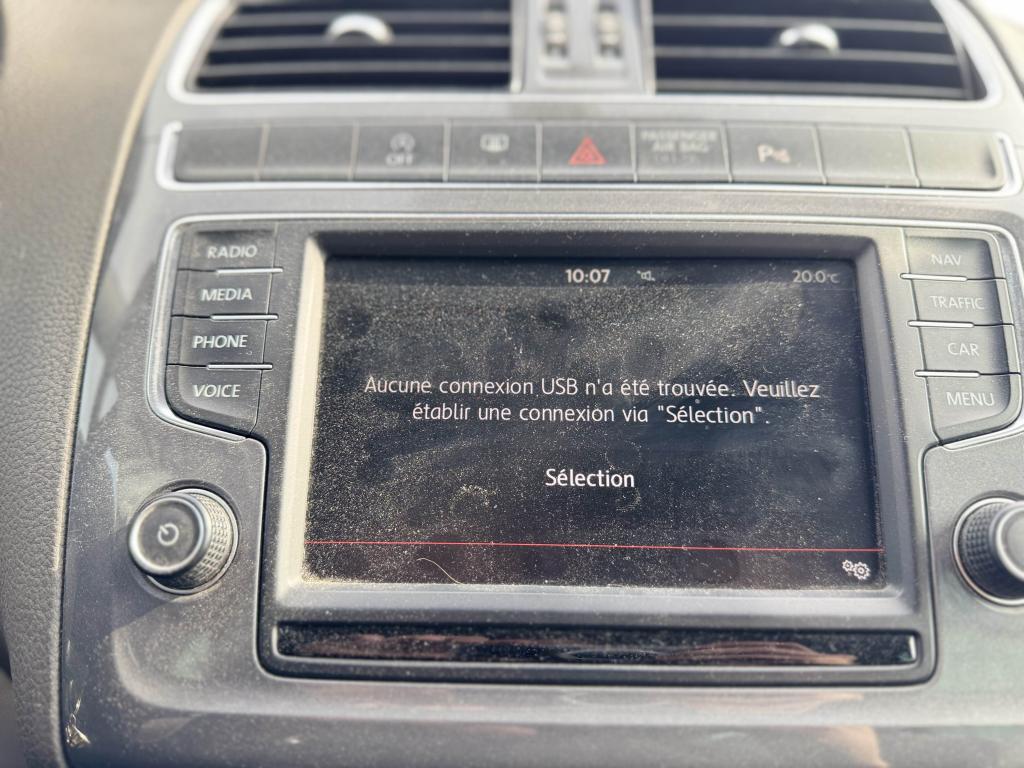 OFF
PASSENGER
AIR BAG
P
RADIO
MEDIA
PHONE
VOICE
10:07
20.0°C
Aucune connexion USB n'a été trouvée. Veuillez
établir une connexion via "Sélection".
Sélection
NAV
TRAFFIC
CAR
MENU